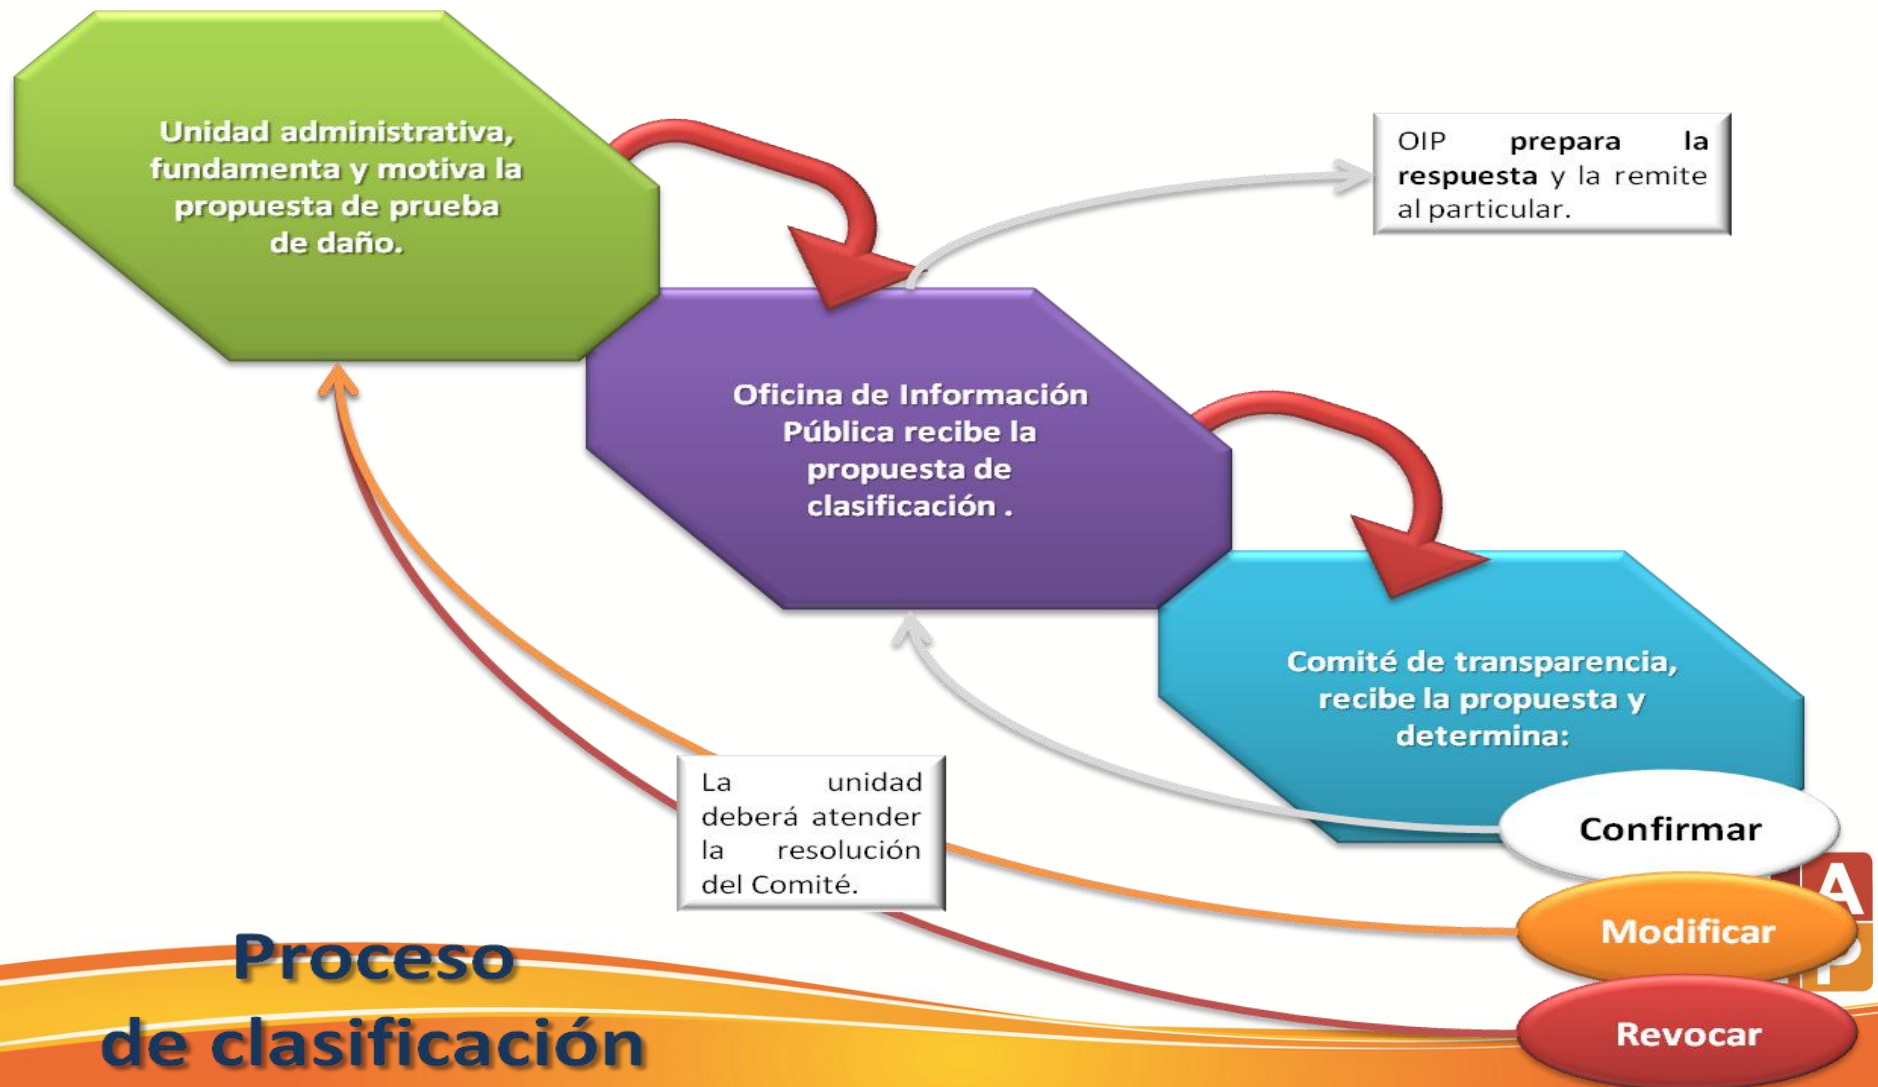 Unidad administrativa,
fundamenta y motiva la
propuesta de prueba
de daño.
OIP prepara la
respuesta y la remite
al particular.
Oficina de Información
Pública recibe la
propuesta de
clasificación .
Comité de transparencia,
recibe la propuesta y
determina:
Confirmar
Modificar
Revocar
La unidad
deberá atender
la resolución
del Comité.
A
P
Proceso
de clasificación